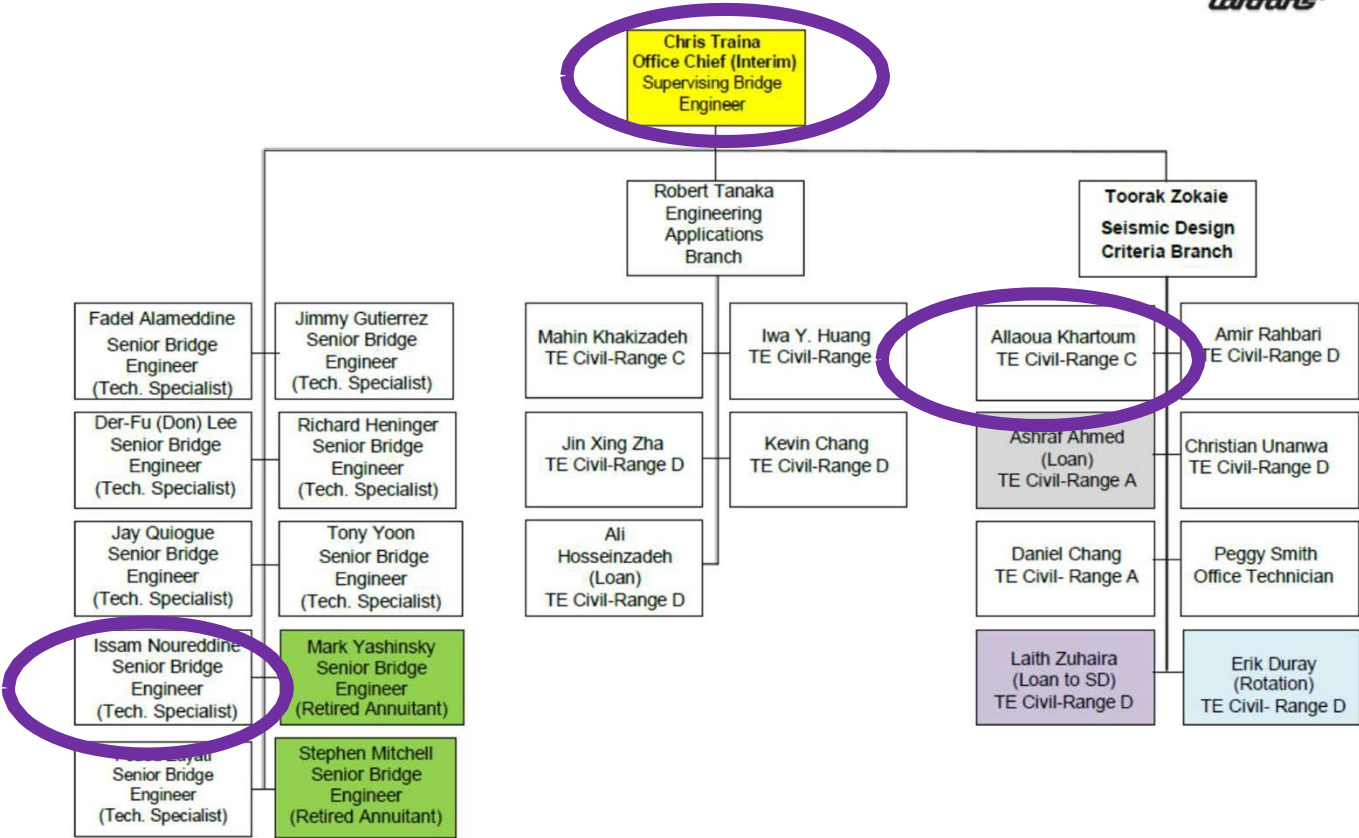 Chris Traina
Office Chief (Interim)
Supervising Bridge
Engineer
Robert Tanaka
Engineering
Applications
Branch
Toorak Zokaie
Seismic Design
Criteria Branch
Fadel Alameddine
Senior Bridge
Engineer
(Tech. Specialist)
Jimmy Gutierrez
Senior Bridge
Engineer
(Tech. Specialist)
Mahin Khakizadeh
TE Civil-Range C
Iwa Y. Huang
TE Civil-Range
Allaoua Khartoum
TE Civil-Range C
Amir Rahbari
TE Civil-Range D
Der-Fu (Don) Lee
Senior Bridge
Engineer
(Tech. Specialist)
Richard Heninger
Senior Bridge
Engineer
(Tech. Specialist)
Jin Xing Zha
TE Civil-Range D
Kevin Chang
TE Civil-Range D
Ashraf Ahmed
(Loan)
TE Civil-Range A
Christian Unanwa
TE Civil-Range D
Jay Quiogue
Senior Bridge
Engineer
(Tech. Specialist)
Tony Yoon
Senior Bridge
Engineer
(Tech. Specialist)
Ali
Hosseinzadeh
(Loan)
TE Civil-Range D
Daniel Chang
TE Civil- Range A
Peggy Smith
Office Technician
Issam Noureddine
Senior Bridge
Engineer
(Tech. Specialist)
Mark Yashinsky
Senior Bridge
Engineer
(Retired Annuitant)
Laith Zuhaira
(Loan to SD)
TE Civil-Range D
Erik Duray
(Rotation)
TE Civil- Range D
Senior Bridge
Engineer
(Tech. Specialist)
Stephen Mitchell
Senior Bridge
Engineer
(Retired Annuitant)